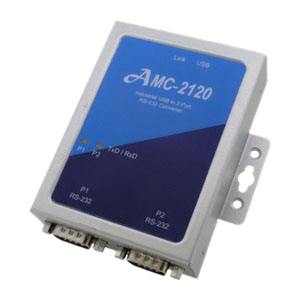 Link USB
AMC-2120
Industrial USB to 2-Port
RS-232 Converter
TxD / RxD
P1 P2
P1
RS-232
P2
RS-232